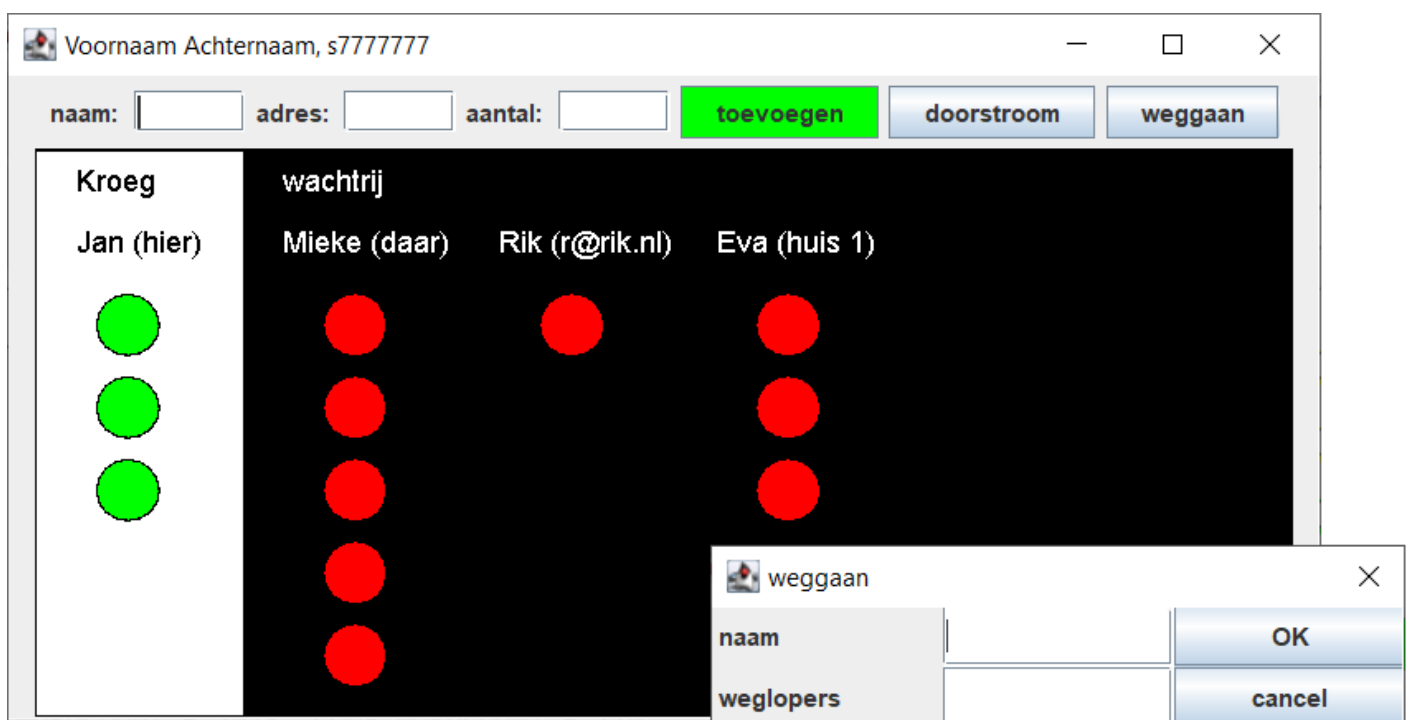 Voornaam Achternaam, s7777777
naam: adres: aantal: toevoegen doorstroom weggaan
Kroeg wachtrij
Jan (hier) Mieke (daar) Rik (r@rik.nl) Eva (huis 1)
weggaan
naam OK
weglopers cancel